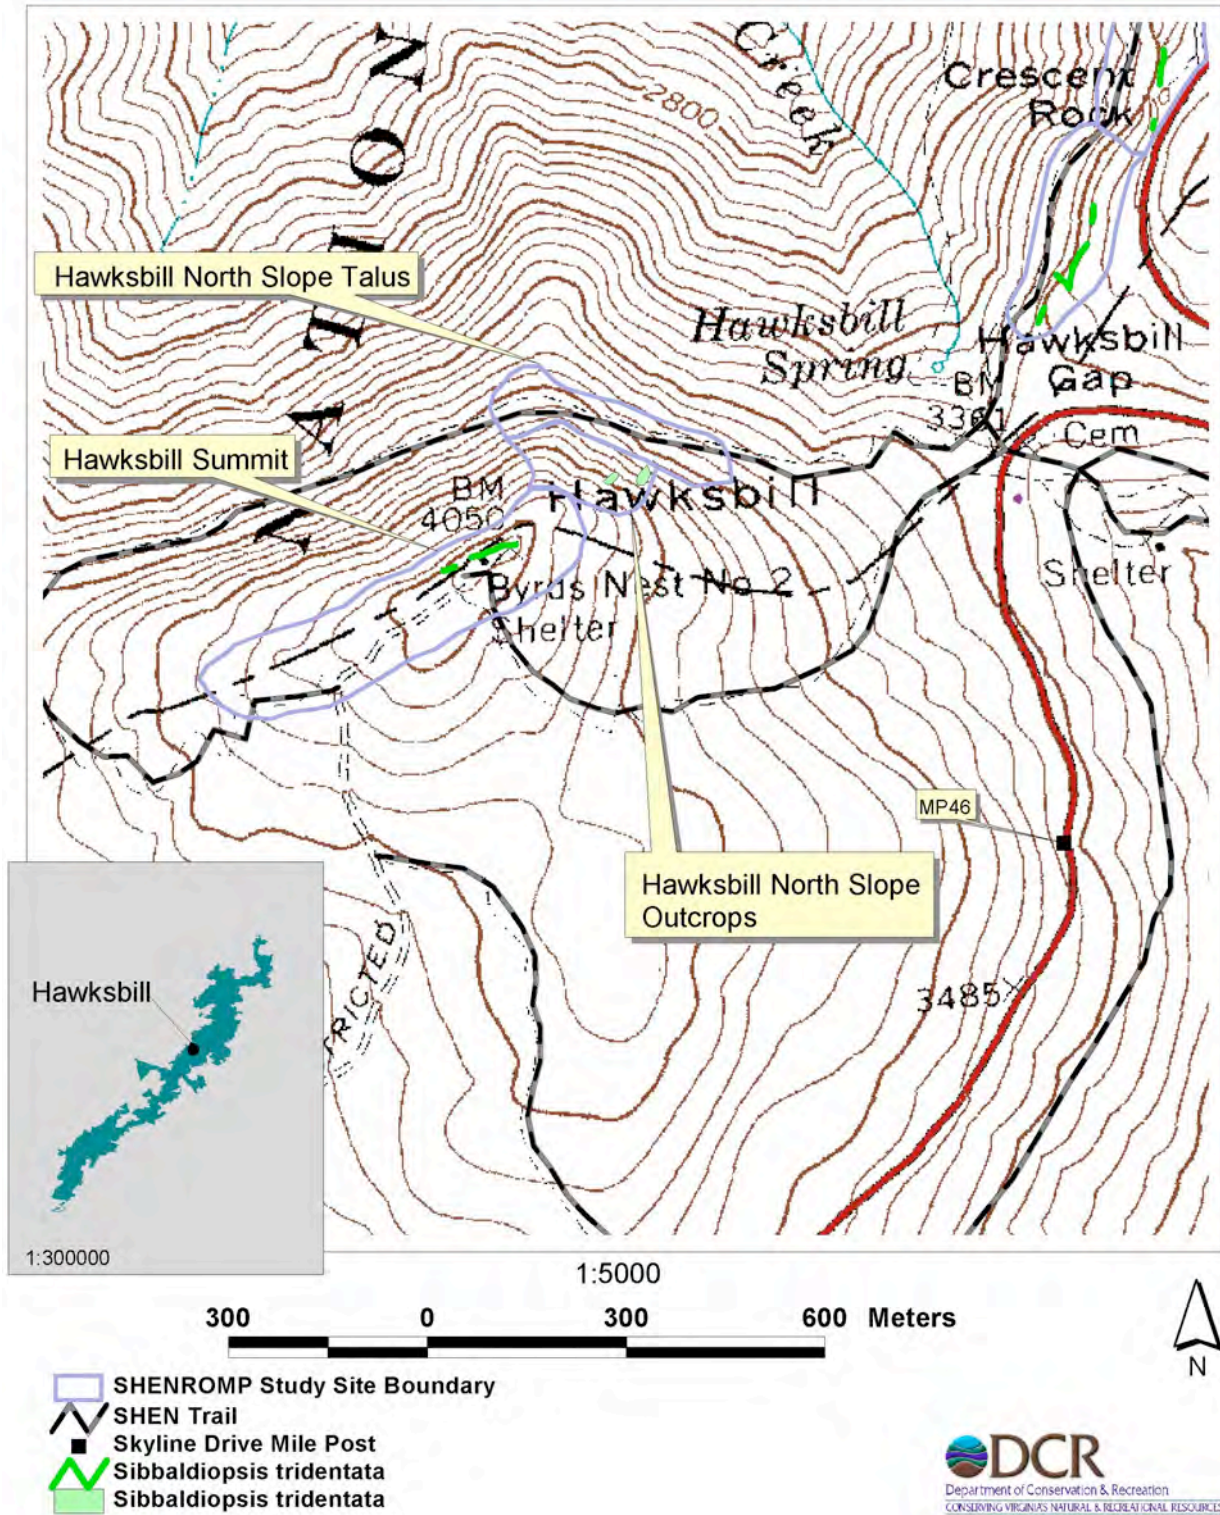 NATION
Creek
2800
Crescent
Rock
Hawksbill North Slope Talus
Hawksbill
Spring
Hawksbill
Gap
BM
3361
Cem
Hawksbill Summit
BM
4050
Hawksbill
Byrds Nest No 2
Shelter
Shelter
MP46
Hawksbill North Slope
Outcrops
3485
TRICTED
Hawksbill
1:300000
1:5000
300 0 300 600 Meters
N
SHENROMP Study Site Boundary
SHEN Trail
Skyline Drive Mile Post
Sibbaldiopsis tridentata
Sibbaldiopsis tridentata
DCR
Department of Conservation & Recreation
CONSERVING VIRGINIA'S NATURAL & RECREATIONAL RESOURCES